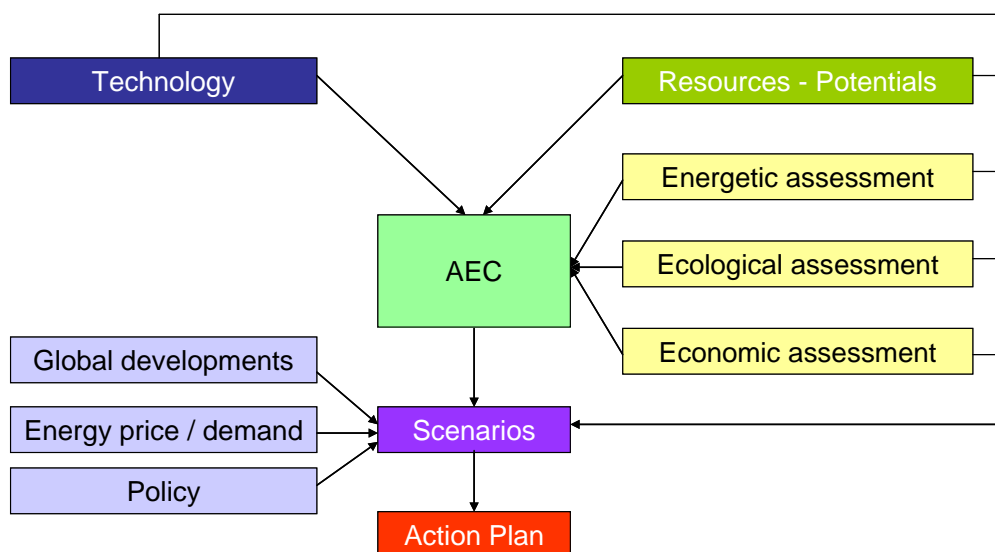 Technology
Resources - Potentials
Energetic assessment
AEC
Ecological assessment
Economic assessment
Global developments
Energy price / demand
Scenarios
Policy
Action Plan